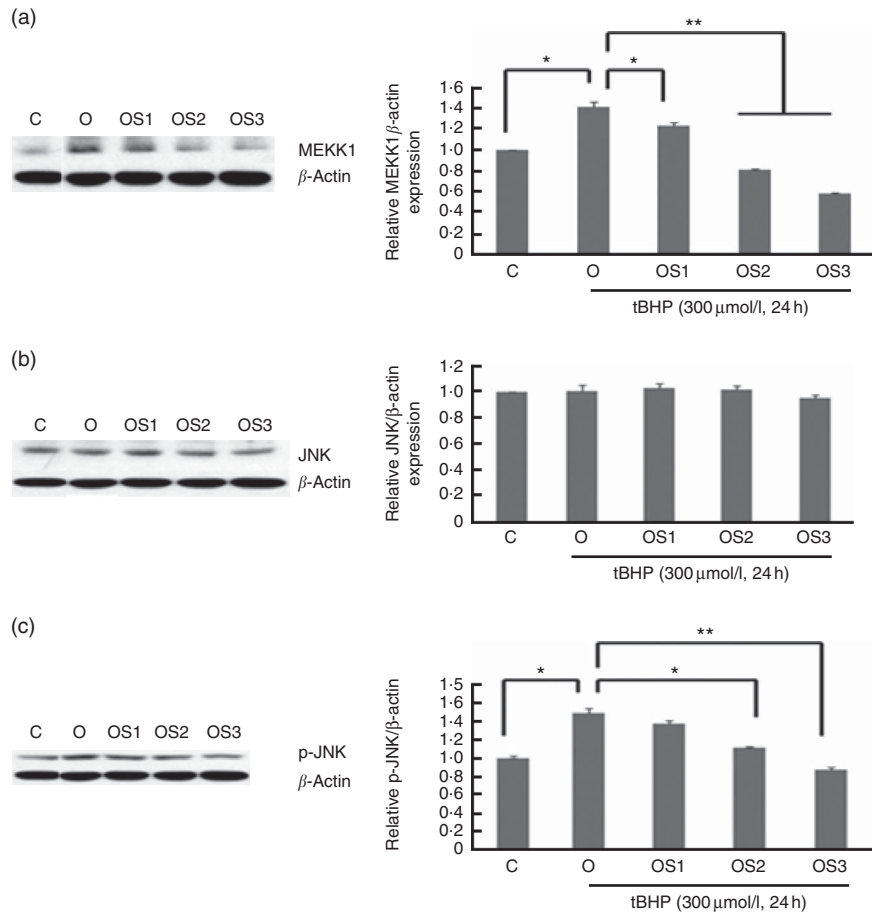 (a)
C O OS1 OS2 OS3
MEKK1
β-Actin
Relative MEKK1β-actin
expression
1·6
1·4
1·2
1·0
0·8
0·6
0·4
0·2
0
* * **
C O OS1 OS2 OS3
tBHP (300 μmol/l, 24 h)
(b)
C O OS1 OS2 OS3
JNK
β-Actin
Relative JNK/β-actin
expression
1·2
1·0
0·8
0·6
0·4
0·2
0
C O OS1 OS2 OS3
tBHP (300 μmol/l, 24 h)
(c)
C O OS1 OS2 OS3
p-JNK
β-Actin
Relative p-JNK/β-actin
1·5
1·6
1·4
1·2
1·0
0·8
0·6
0·4
0·2
0
* * **
C O OS1 OS2 OS3
tBHP (300 μmol/l, 24 h)